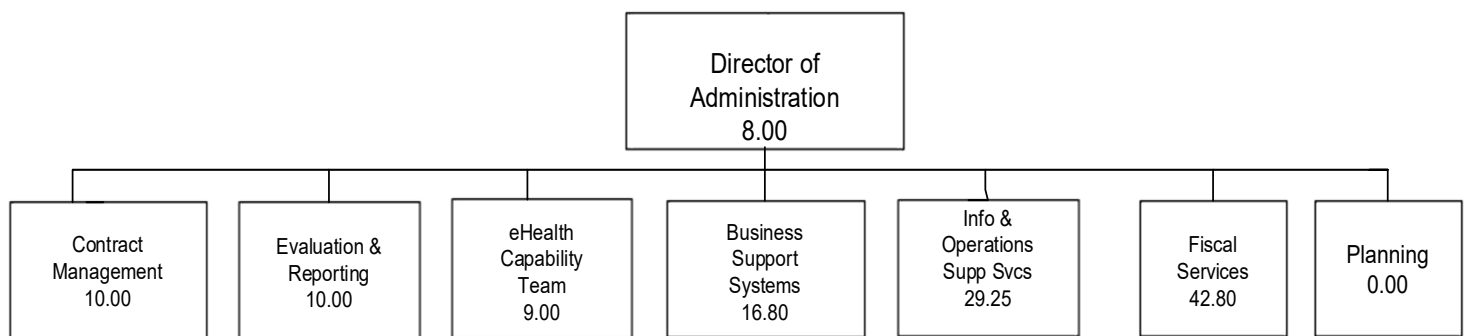 Director of
Administration
8.00
Contract
Management
10.00
Evaluation &
Reporting
10.00
eHealth
Capability
Team
9.00
Business
Support
Systems
16.80
Info &
Operations
Supp Svcs
29.25
Fiscal
Services
42.80
Planning
0.00